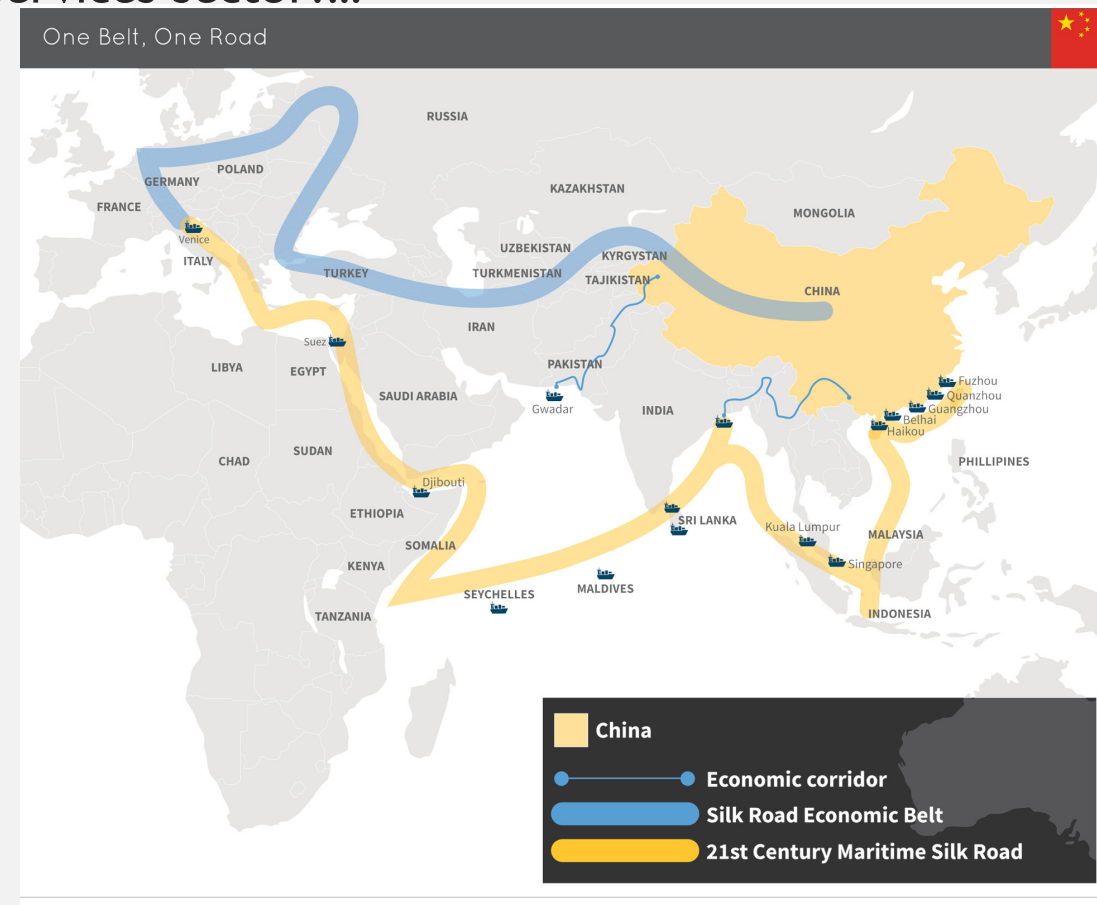 services sector....
One Belt, One Road
RUSSIA
POLAND
GERMANY
KAZAKHSTAN
FRANCE
MONGOLIA
Venice
UZBEKISTAN
KYRGYSTAN
ITALY
TURKEY
TURKMENISTAN
TAJIKISTAN
CHINA
IRAN
Suez
LIBYA
EGYPT
PAKISTAN
SAUDI ARABIA
Gwadar
INDIA
Fuzhou
Quanzhou
Guangzhou
Belhai
Haikou
SUDAN
CHAD
PHILLIPINES
Djibouti
ETHIOPIA
SRI LANKA
Kuala Lumpur
MALAYSIA
SOMALIA
KENYA
Singapore
SEYCHELLES
MALDIVES
TANZANIA
INDONESIA
China
Economic corridor
Silk Road Economic Belt
21st Century Maritime Silk Road